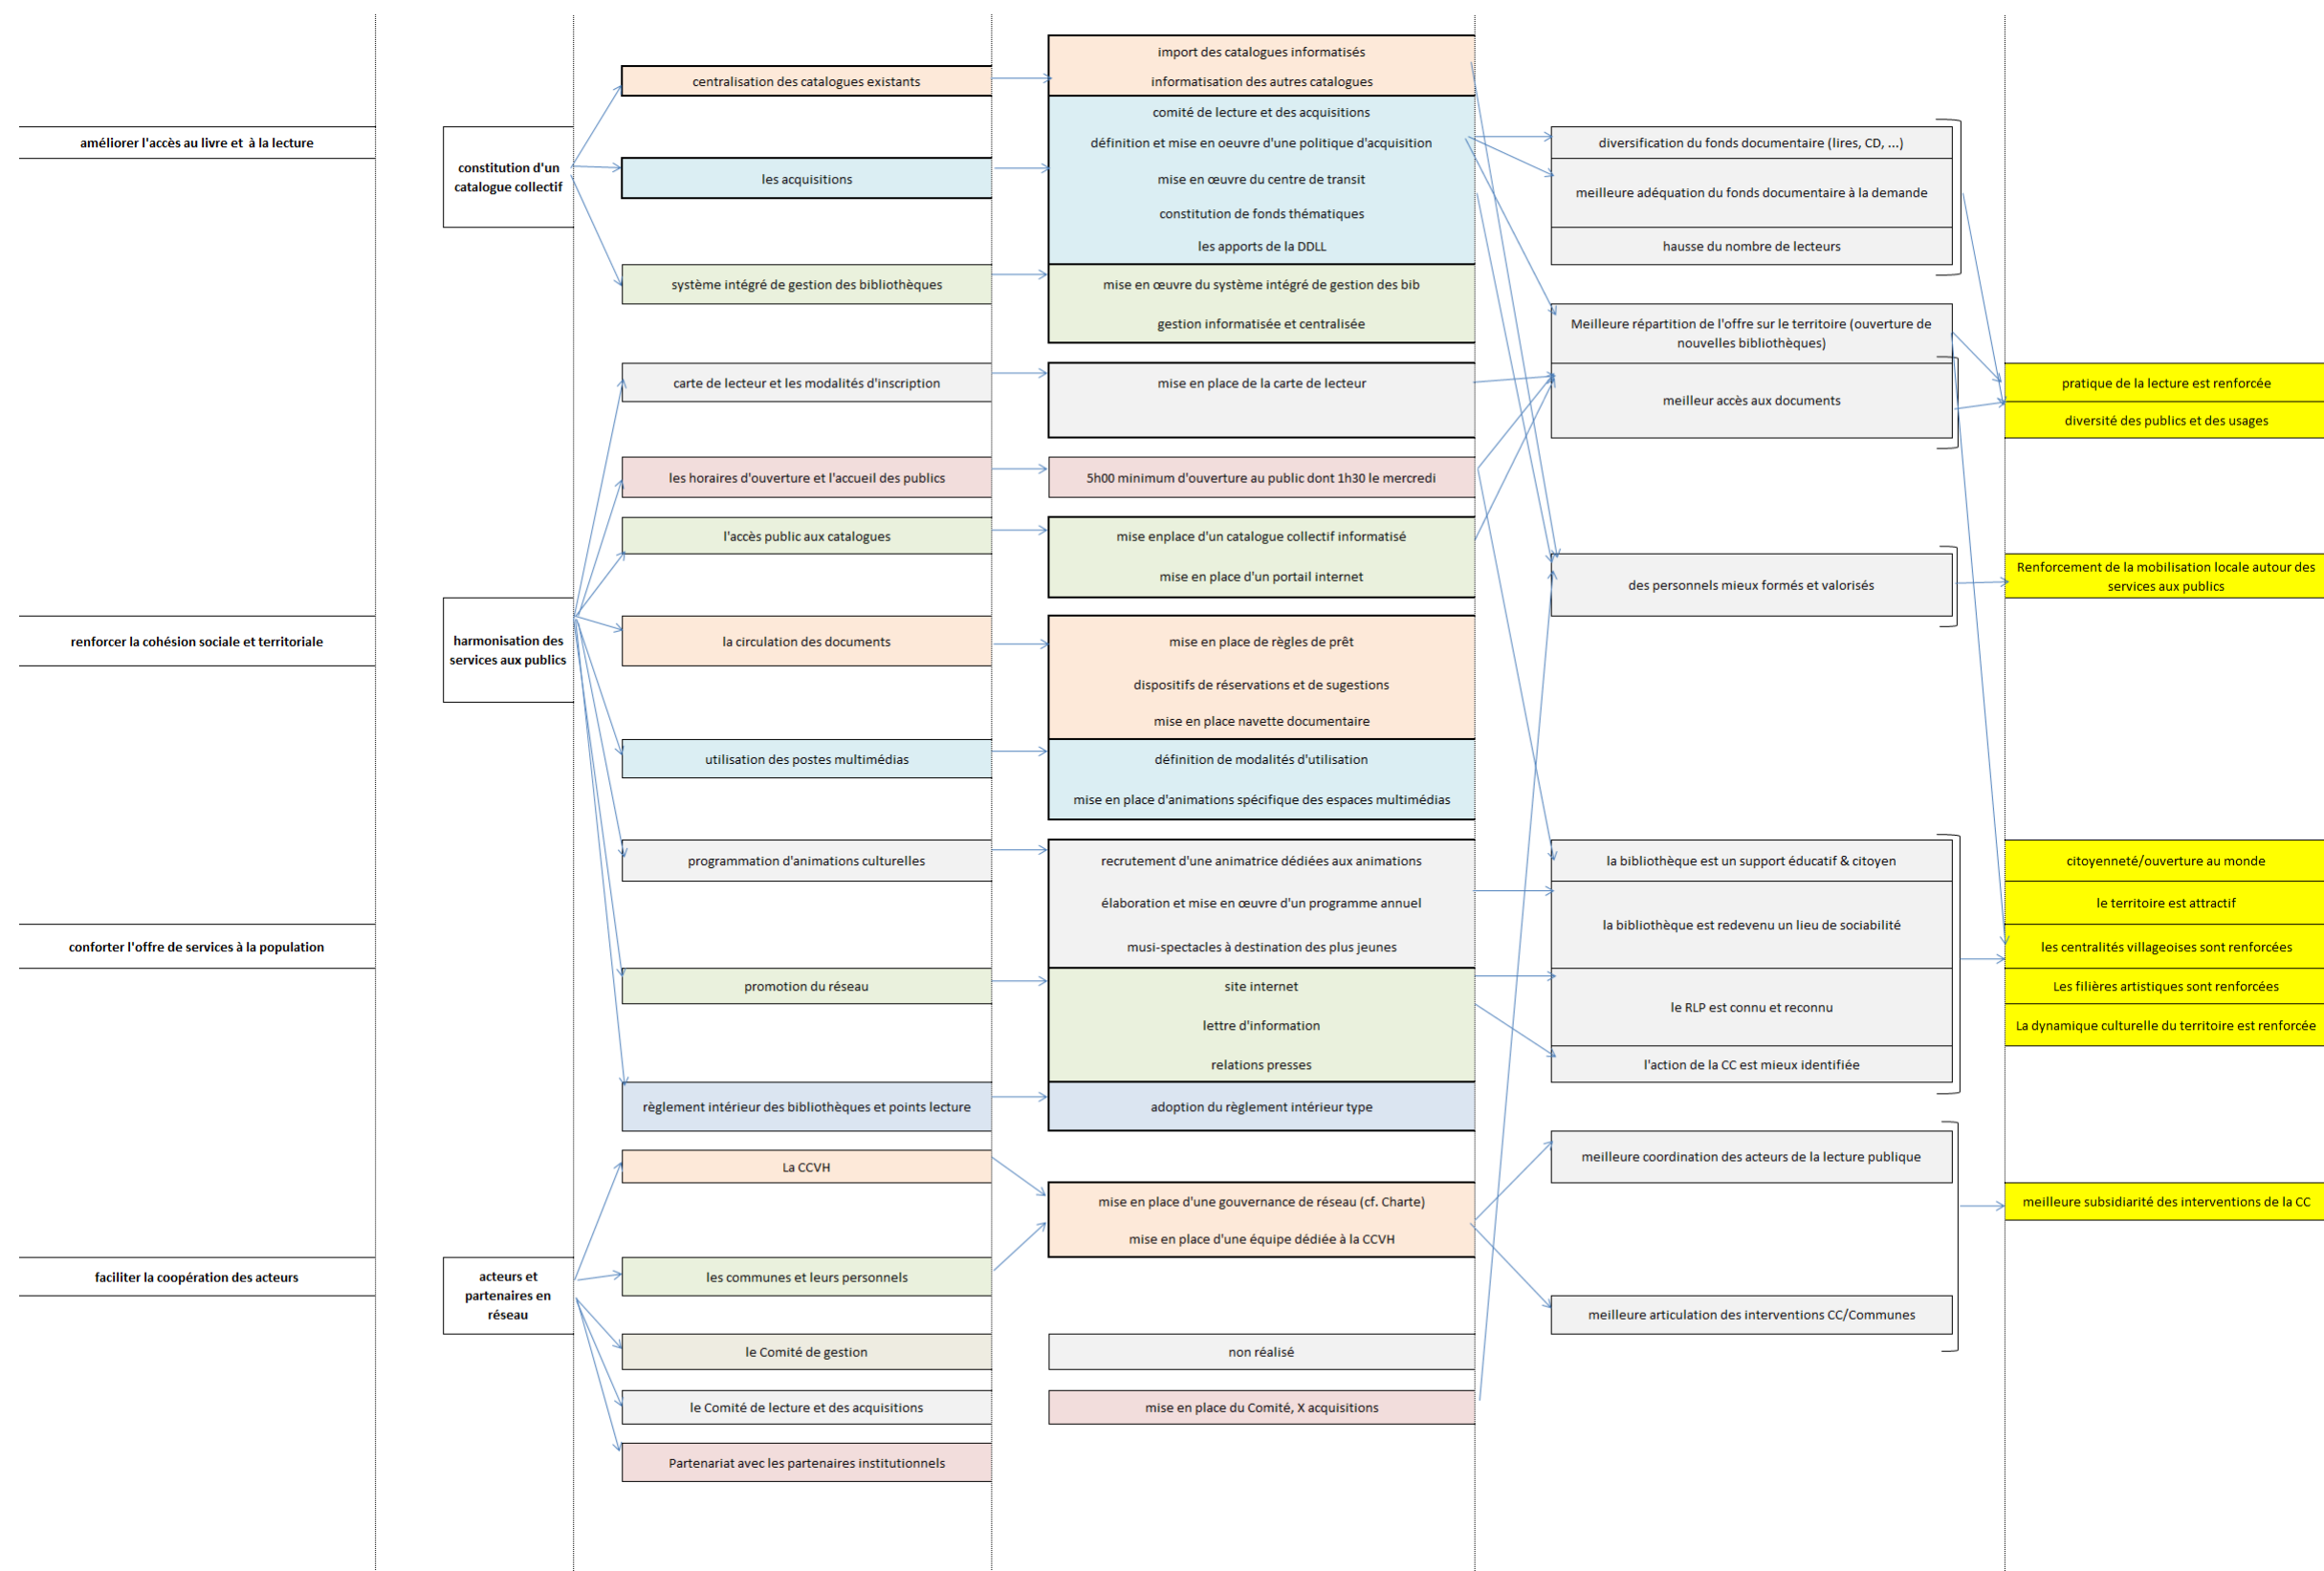 améliorer l'accès au livre et  à la lecture
renforcer la cohésion sociale et territoriale
conforter l'offre de services à la population
faciliter la coopération des acteurs
constitution d'un
catalogue collectif
harmonisation des
services aux publics
acteurs et
partenaires en
réseau
centralisation des catalogues existants
les acquisitions
système intégré de gestion des bibliothèques
carte de lecteur et les modalités d'inscription
les horaires d'ouverture et l'accueil des publics
l'accès public aux catalogues
la circulation des documents
utilisation des postes multimédias
programmation d'animations culturelles
promotion du réseau
règlement intérieur des bibliothèques et points lecture
La CCVH
les communes et leurs personnels
le Comité de gestion
le Comité de lecture et des acquisitions
Partenariat avec les partenaires institutionnels
import des catalogues informatisés
informatisation des autres catalogues
comité de lecture et des acquisitions
définition et mise en oeuvre d'une politique d'acquisition
mise en œuvre du centre de transit
constitution de fonds thématiques
les apports de la DDLL
mise en œuvre du système intégré de gestion des bib
gestion informatisée et centralisée
mise en place de la carte de lecteur
5h00 minimum d'ouverture au public dont 1h30 le mercredi
mise enplace d'un catalogue collectif informatisé
mise en place d'un portail internet
mise en place de règles de prêt
dispositifs de réservations et de sugestions
mise en place navette documentaire
définition de modalités d'utilisation
mise en place d'animations spécifique des espaces multimédias
recrutement d'une animatrice dédiées aux animations
élaboration et mise en œuvre d'un programme annuel
musi-spectacles à destination des plus jeunes
site internet
lettre d'information
relations presses
adoption du règlement intérieur type
mise en place d'une gouvernance de réseau (cf. Charte)
mise en place d'une équipe dédiée à la CCVH
non réalisé
mise en place du Comité, X acquisitions
diversification du fonds documentaire (lires, CD, ...)
meilleure adéquation du fonds documentaire à la demande
hausse du nombre de lecteurs
Meilleure répartition de l'offre sur le territoire (ouverture de
nouvelles bibliothèques)
meilleur accès aux documents
des personnels mieux formés et valorisés
la bibliothèque est un support éducatif & citoyen
la bibliothèque est redevenu un lieu de sociabilité
le RLP est connu et reconnu
l'action de la CC est mieux identifiée
meilleure coordination des acteurs de la lecture publique
meilleure articulation des interventions CC/Communes
pratique de la lecture est renforcée
diversité des publics et des usages
Renforcement de la mobilisation locale autour des
services aux publics
citoyenneté/ouverture au monde
le territoire est attractif
les centralités villageoises sont renforcées
Les filières artistiques sont renforcées
La dynamique culturelle du territoire est renforcée
meilleure subsidiarité des interventions de la CC